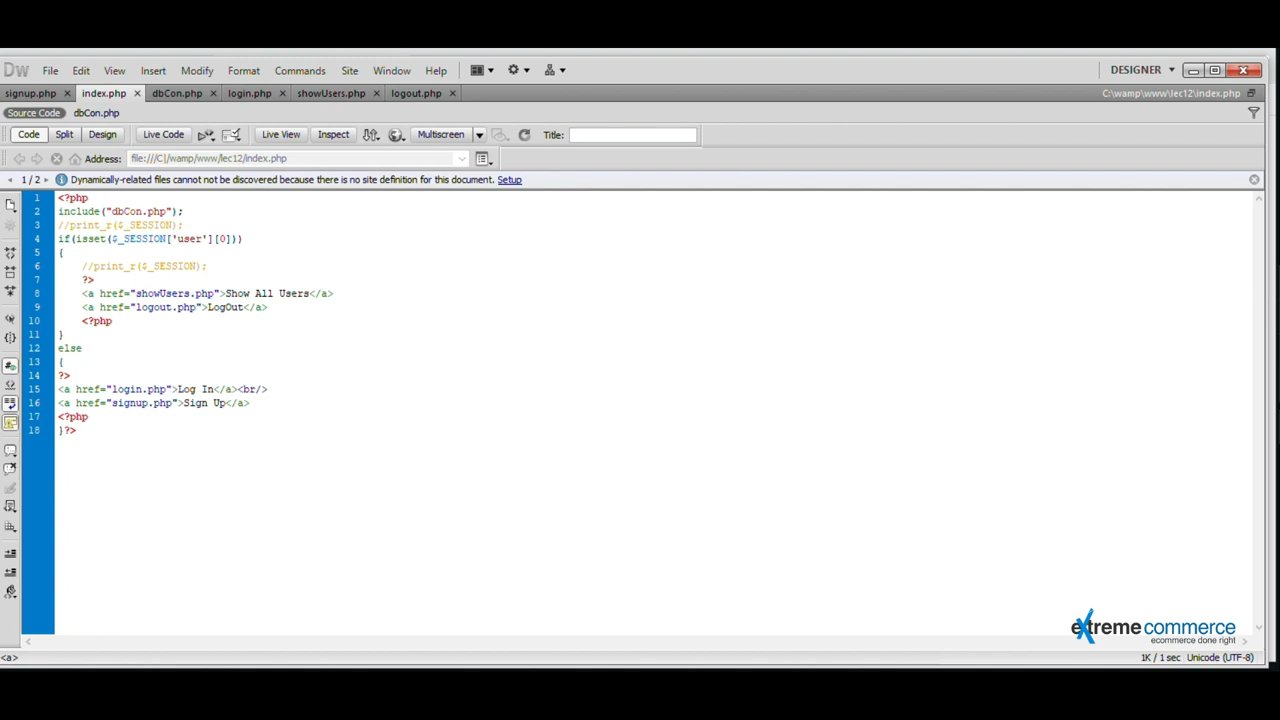 Dw File Edit View Insert Modify Format Commands Site Window Help DESIGNER
signup.php index.php dbCon.php login.php showUsers.php logout.php C:\wamp\www\lec12\index.php
Source Code dbCon.php
Code Split Design Live Code Live View Inspect Multiscreen Title:
Address: file:///C|/wamp/www/lec12/index.php
1 / 2 Dynamically-related files cannot not be discovered because there is no site definition for this document. Setup
1 <?php
2 include("dbCon.php");
3 //print_r($_SESSION);
4 if(isset($_SESSION['user'][0]))
5 {
6 //print_r($_SESSION);
7 ?>
8 <a href="showUsers.php">Show All Users</a>
9 <a href="logout.php">LogOut</a>
10 <?php
11 }
12 else
13 {
14 ?>
15 <a href="login.php">Log In</a><br/>
16 <a href="signup.php">Sign Up</a>
17 <?php
18 }?>
extreme commerce
ecommerce done right
<a> 1K / 1 sec Unicode (UTF-8)